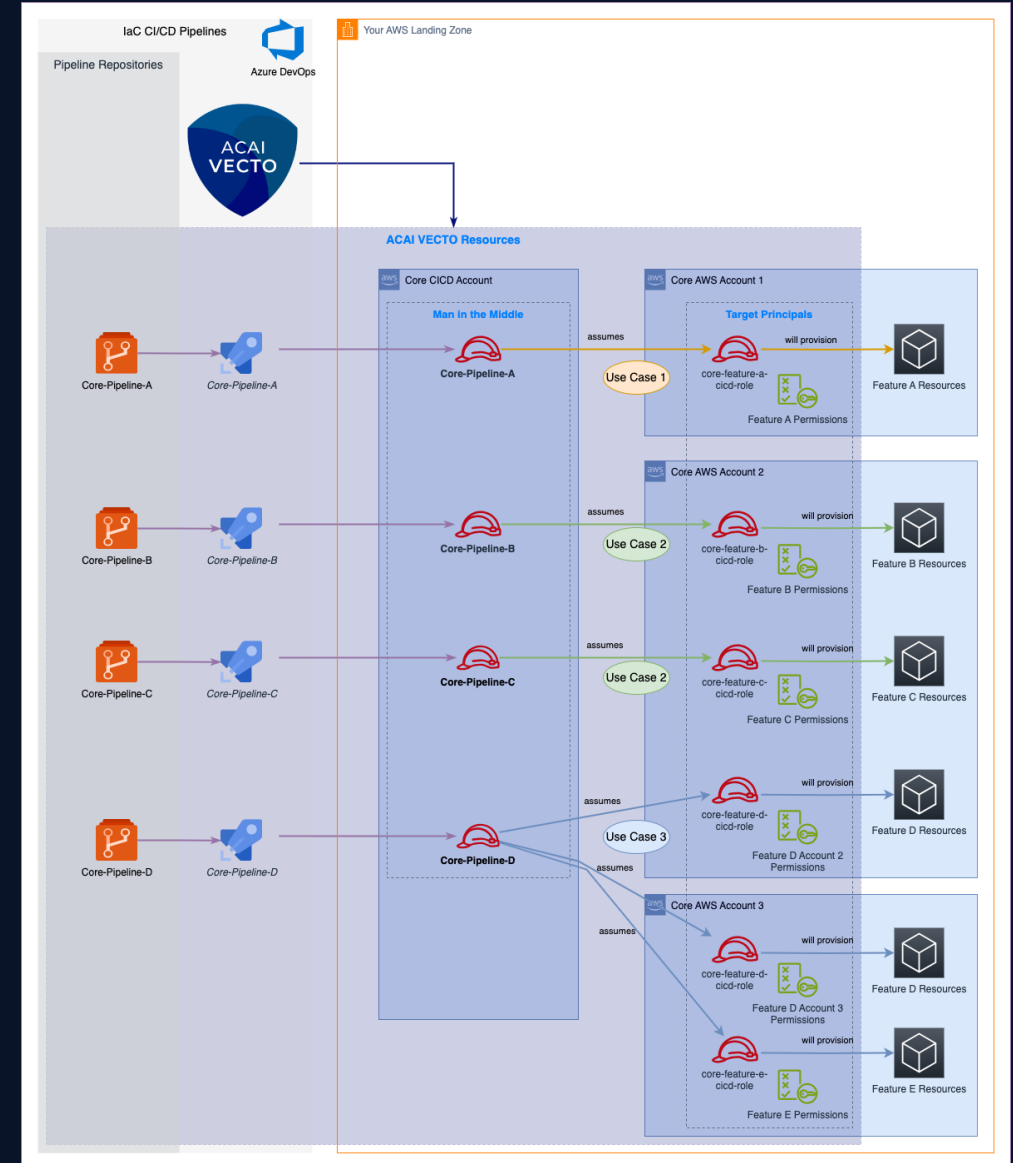 IaC CI/CD Pipelines
Your AWS Landing Zone
Pipeline Repositories
Azure DevOps
ACAI
VECTO
ACAI VECTO Resources
aws
Core CICD Account
aws
Core AWS Account 1
Man in the Middle
Target Principals
assumes
will provision
Core-Pipeline-A
Core-Pipeline-A
Core-Pipeline-A
Use Case 1
core-feature-a-
cicd-role
Feature A Resources
Feature A Permissions
aws
Core AWS Account 2
assumes
will provision
Core-Pipeline-B
Core-Pipeline-B
Core-Pipeline-B
Use Case 2
core-feature-b-
cicd-role
Feature B Resources
Feature B Permissions
assumes
will provision
Core-Pipeline-C
Core-Pipeline-C
Core-Pipeline-C
Use Case 2
core-feature-c-
cicd-role
Feature C Resources
Feature C Permissions
will provision
assumes
core-feature-d-
cicd-role
Feature D Resources
Use Case 3
Core-Pipeline-D
Core-Pipeline-D
Core-Pipeline-D
Feature D Account 2
Permissions
assumes
aws
Core AWS Account 3
assumes
will provision
core-feature-d-
cicd-role
Feature D Resources
Feature D Account 3
Permissions
will provision
core-feature-e-
cicd-role
Feature E Resources
Feature E Permissions